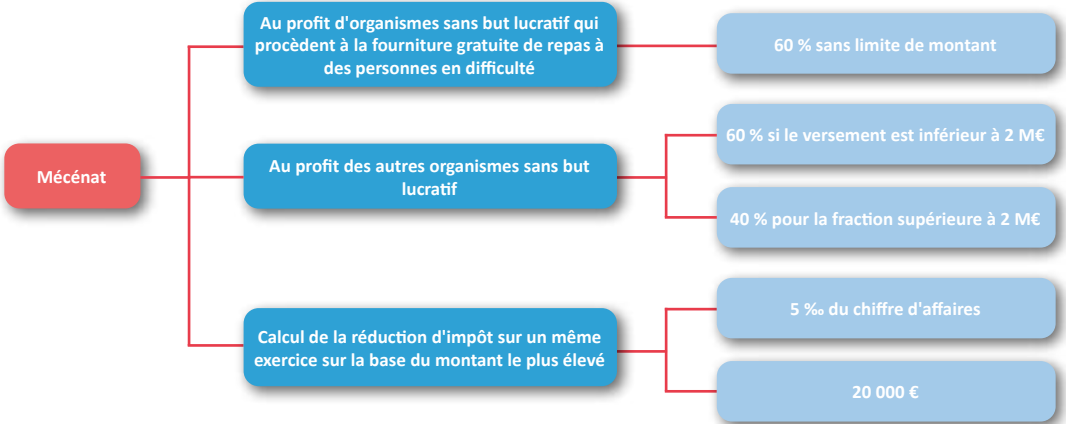 Mécénat
Au profit d'organismes sans but lucratif qui
procèdent à la fourniture gratuite de repas à
des personnes en difficulté
60 % sans limite de montant
Au profit des autres organismes sans but
lucratif
60 % si le versement est inférieur à 2 M€
40 % pour la fraction supérieure à 2 M€
Calcul de la réduction d'impôt sur un même
exercice sur la base du montant le plus élevé
5 ‰ du chiffre d'affaires
20 000 €